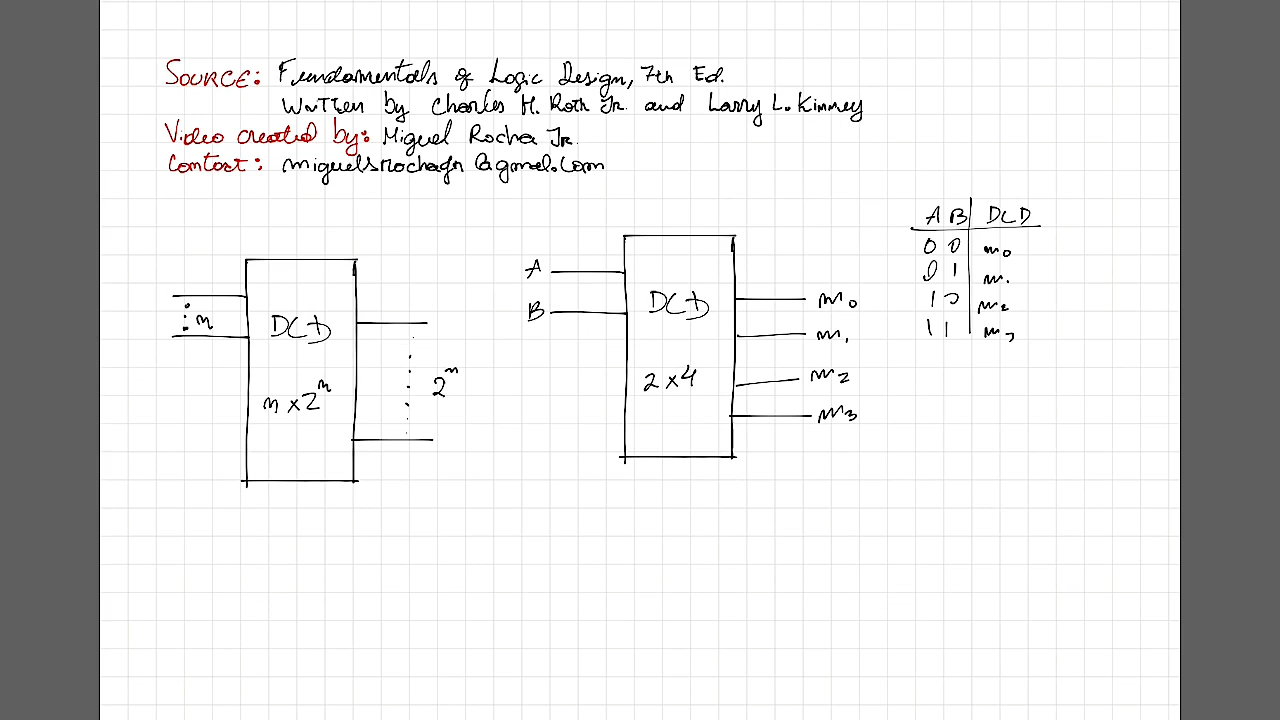 SOURCE: Fundamentals of Logic Design, 7th Ed.
Written by Charles H. Roth Jr. and Larry L. Kinney
Video created by: Miguel Rocha Jr.
Contact:
A B DCD
0 0 m0
0 1 m1
1 0 m2
1 1 m3
n
DCD
n x 2^n
2^n
A
B
DCD
2 x 4
m0
m1
m2
m3